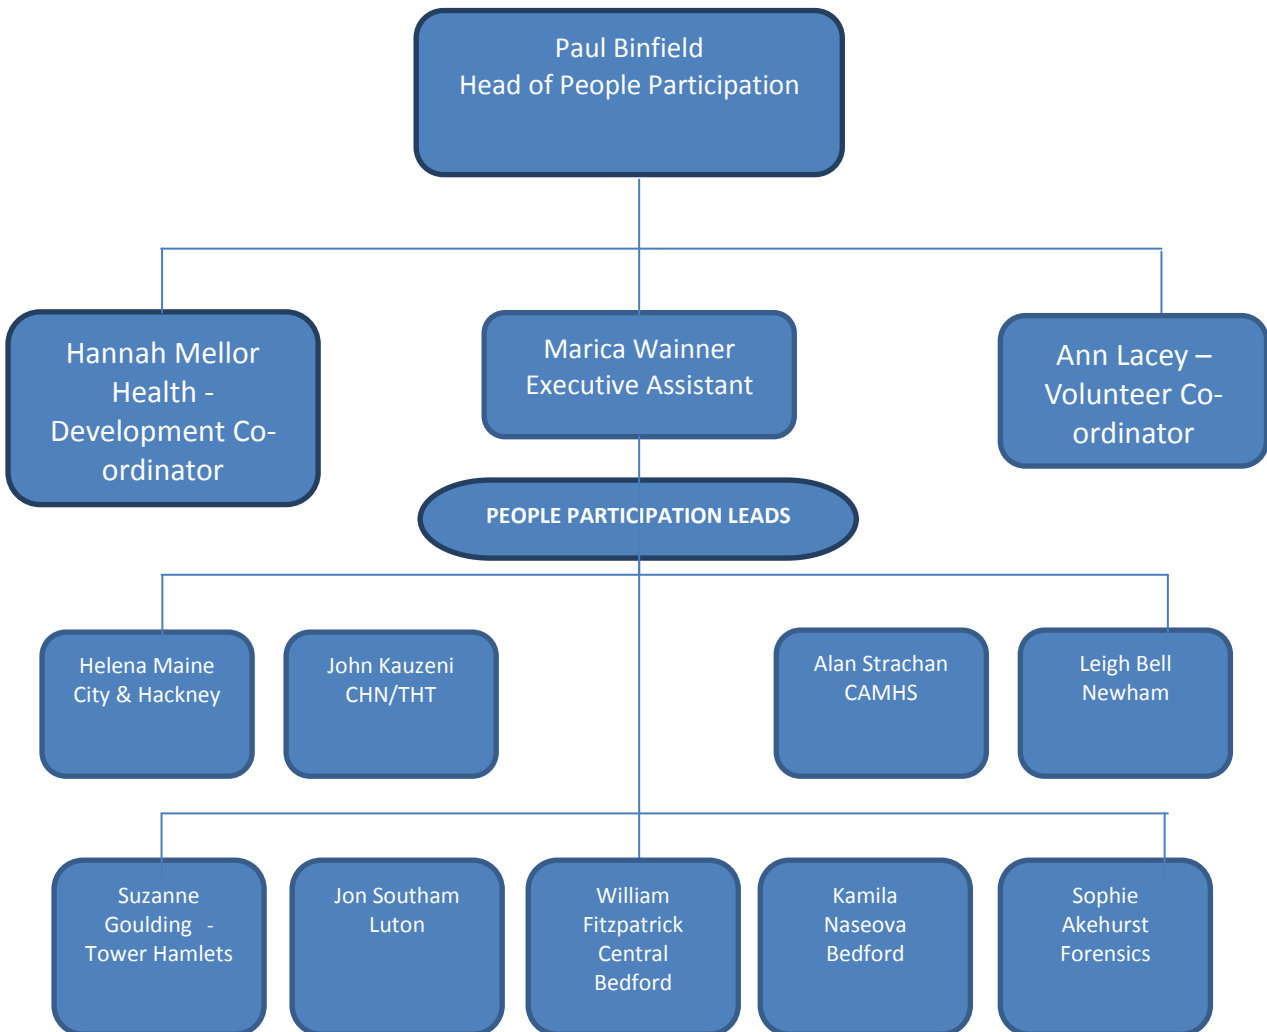 Paul Binfield
Head of People Participation
Hannah Mellor
Health -
Development Co-
ordinator
Marica Wainner
Executive Assistant
Ann Lacey –
Volunteer Co-
ordinator
PEOPLE PARTICIPATION LEADS
Helena Maine
City & Hackney
John Kauzeni
CHN/THT
Alan Strachan
CAMHS
Leigh Bell
Newham
Suzanne
Goulding -
Tower Hamlets
Jon Southam
Luton
William
Fitzpatrick
Central
Bedford
Kamila
Naseova
Bedford
Sophie
Akehurst
Forensics